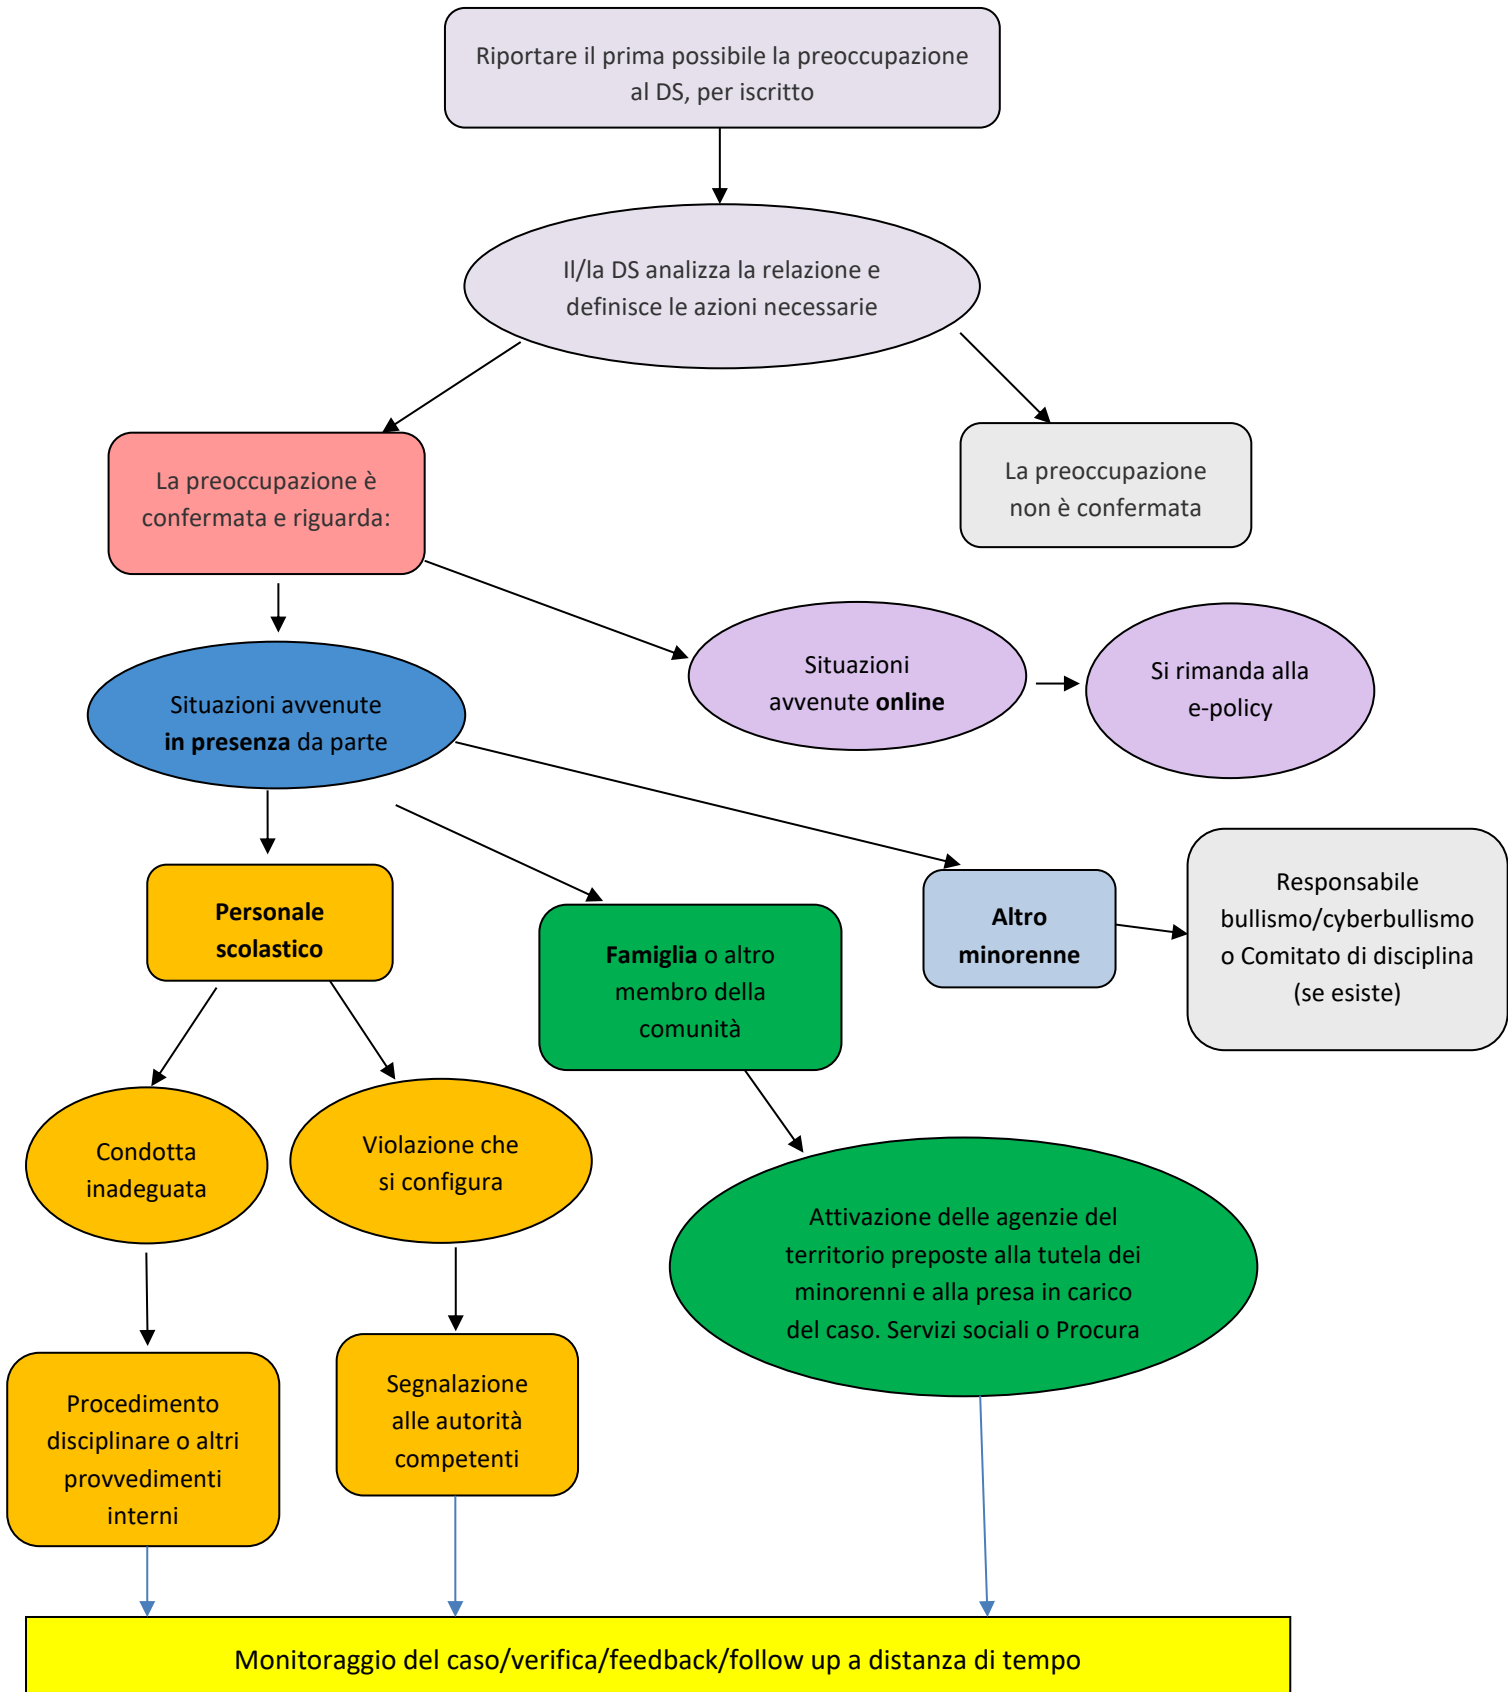 Riportare il prima possibile la preoccupazione
al DS, per iscritto
Il/la DS analizza la relazione e
definisce le azioni necessarie
La preoccupazione è
confermata e riguarda:
La preoccupazione
non è confermata
Situazioni avvenute
in presenza da parte
Situazioni
avvenute online
Si rimanda alla
e-policy
Personale
scolastico
Famiglia o altro
membro della
comunità
Altro
minorenne
Responsabile
bullismo/cyberbullismo
o Comitato di disciplina
(se esiste)
Condotta
inadeguata
Violazione che
si configura
Attivazione delle agenzie del
territorio preposte alla tutela dei
minorenni e alla presa in carico
del caso. Servizi sociali o Procura
Procedimento
disciplinare o altri
provvedimenti
interni
Segnalazione
alle autorità
competenti
Monitoraggio del caso/verifica/feedback/follow up a distanza di tempo